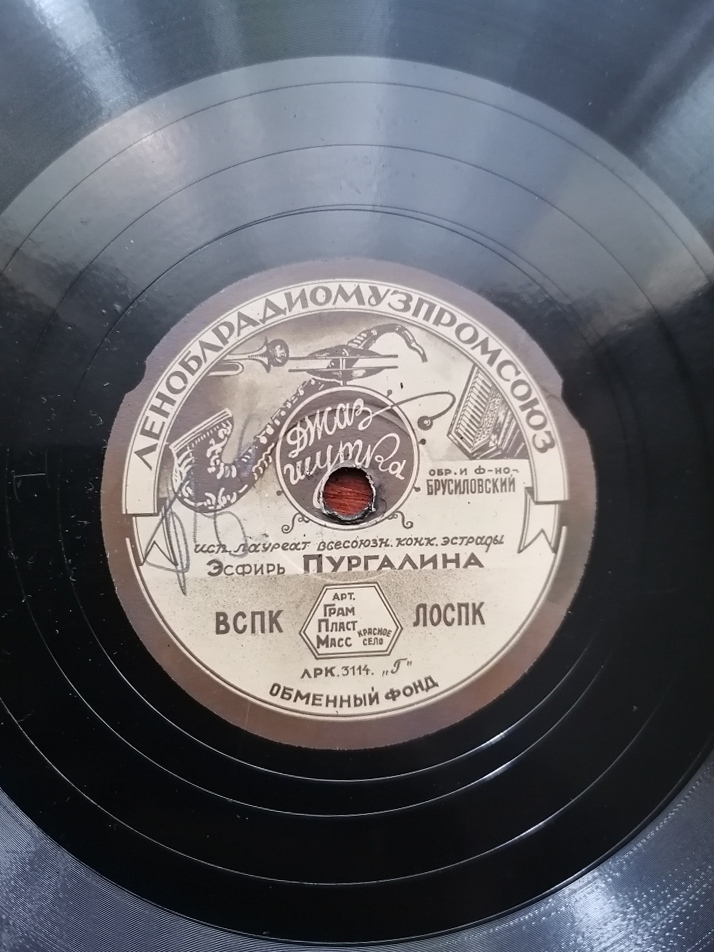 ЛЕНОБЛРАДИОМУЗПРОМСОЮЗ
Джаз
шутка
ОБР. И Ф-НО-
БРУСИЛОВСКИЙ
исп. лауреат всесоюзн. конк. эстрады
Эсфирь ПУРГАЛИНА
ВСПК
АРТ.
ГРАМ
ПЛАСТ
МАСС
КРАСНОЕ
СЕЛО
ЛОСПК
ЛРК. 3114. „Г"
ОБМЕННЫЙ ФОНД